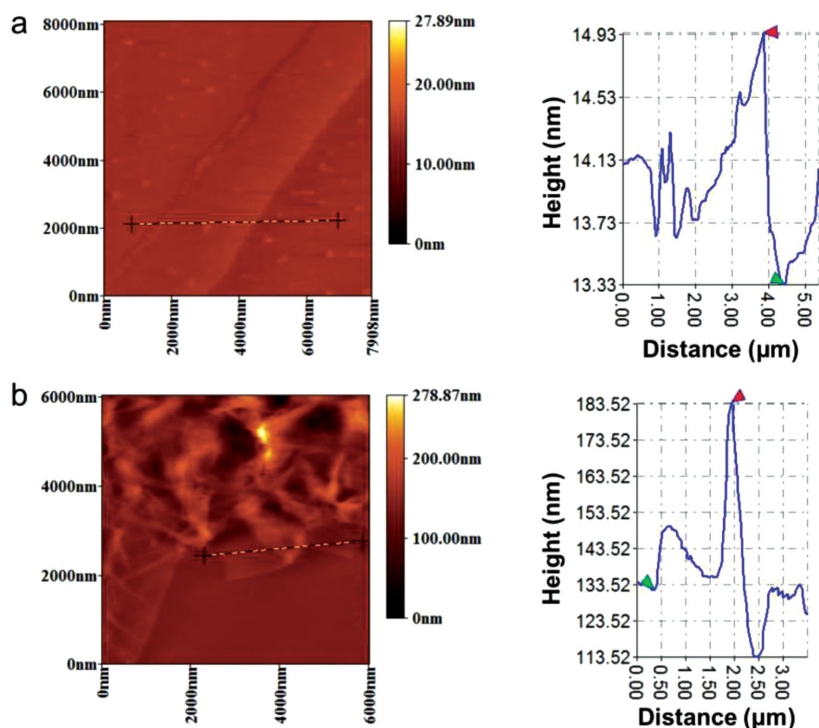 a
8000nm
6000nm
4000nm
2000nm
0nm
0nm
2000nm
4000nm
6000nm
7908nm
27.89nm
20.00nm
10.00nm
0nm
Height (nm)
14.93
14.53
14.13
13.73
13.33
0.00
1.00
2.00
3.00
4.00
5.00
Distance (µm)
b
6000nm
4000nm
2000nm
0nm
0nm
2000nm
4000nm
6000nm
278.87nm
200.00nm
100.00nm
0nm
Height (nm)
183.52
173.52
163.52
153.52
143.52
133.52
123.52
113.52
0.00
0.50
1.00
1.50
2.00
2.50
3.00
Distance (µm)